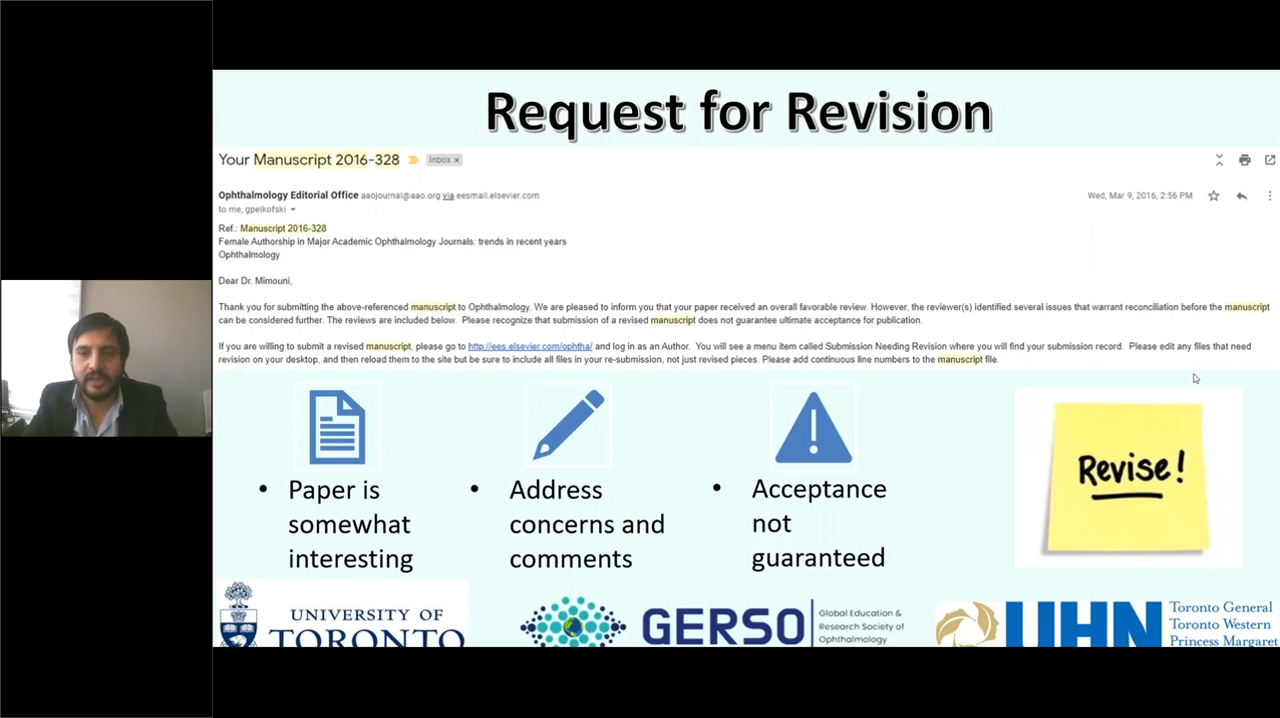 Request for Revision
Your Manuscript 2016-328 Inbox x
Ophthalmology Editorial Office aaojournal@aao.org via eesmail.elsevier.com Wed, Mar 9, 2016, 2:56 PM
to me, gpelkofski
Ref.: Manuscript 2016-328
Female Authorship in Major Academic Ophthalmology Journals: trends in recent years
Ophthalmology
Dear Dr. Mimouni,
Thank you for submitting the above-referenced manuscript to Ophthalmology. We are pleased to inform you that your paper received an overall favorable review. However, the reviewer(s) identified several issues that warrant reconciliation before the manuscript
can be considered further. The reviews are included below. Please recognize that submission of a revised manuscript does not guarantee ultimate acceptance for publication.
If you are willing to submit a revised manuscript, please go to http://ees.elsevier.com/ophtha/ and log in as an Author. You will see a menu item called Submission Needing Revision where you will find your submission record. Please edit any files that need
revision on your desktop, and then reload them to the site but be sure to include all files in your re-submission, not just revised pieces. Please add continuous line numbers to the manuscript file.
• Paper is
somewhat
interesting
• Address
concerns and
comments
• Acceptance
not
guaranteed
Revise!
UNIVERSITY OF
TORONTO
GERSO
Global Education &
Research Society of
Ophthalmology
UHN
Toronto General
Toronto Western
Princess Margaret